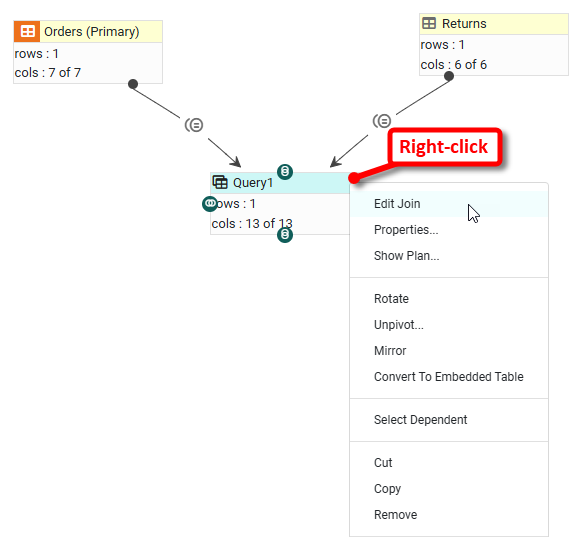 Orders (Primary)
rows : 1
cols : 7 of 7
Returns
rows : 1
cols : 6 of 6
Right-click
Query1
ows : 1
cols : 13 of 13
Edit Join
Properties...
Show Plan...
Rotate
Unpivot...
Mirror
Convert To Embedded Table
Select Dependent
Cut
Copy
Remove